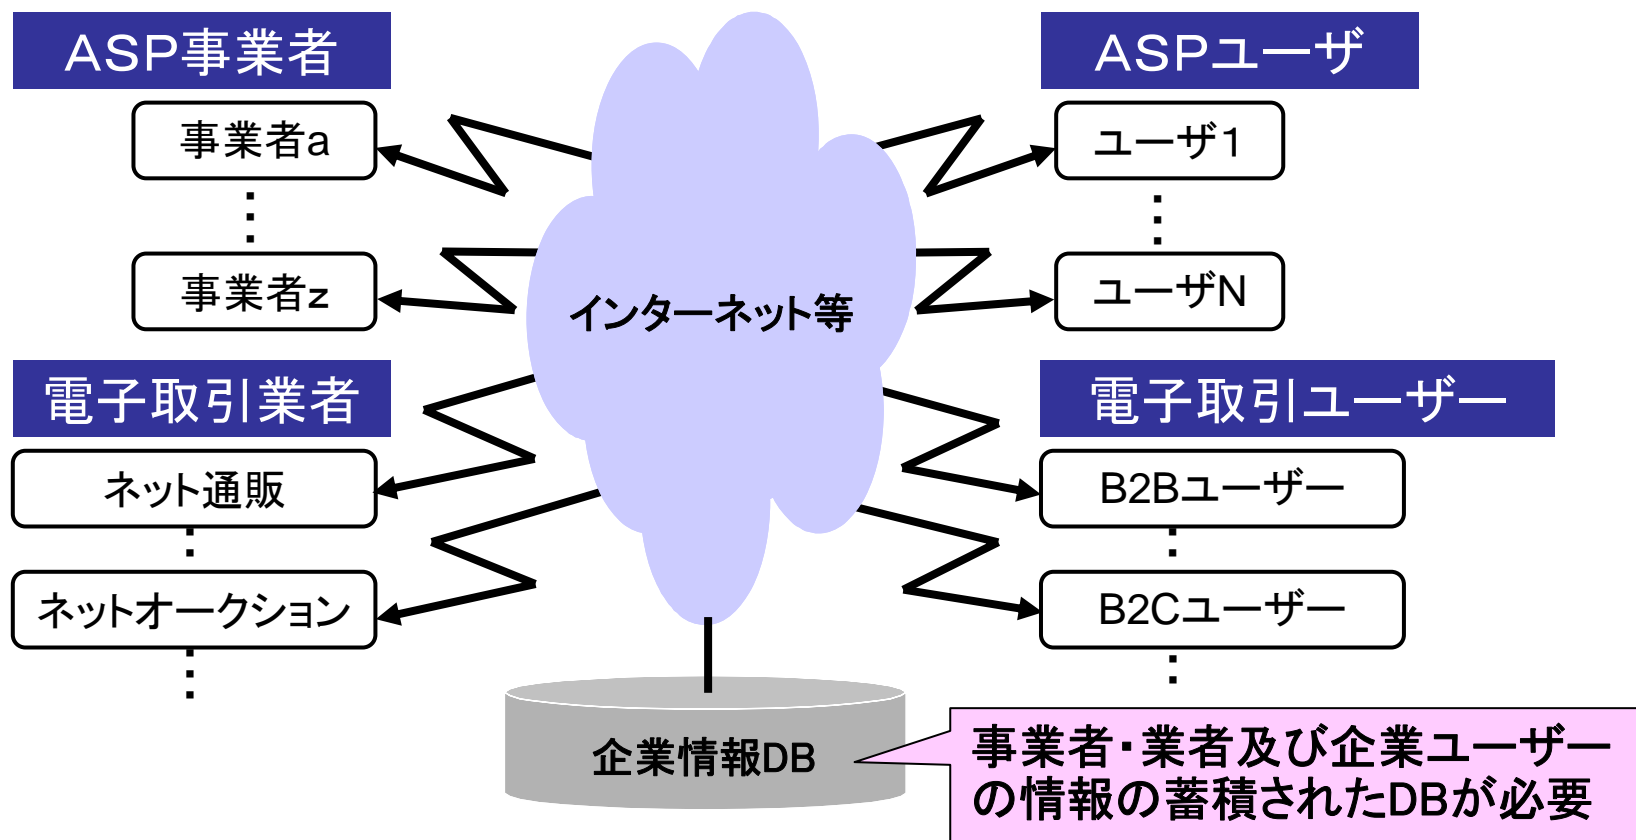 ASP事業者
事業者a
事業者z
電子取引業者
ネット通販
ネットオークション
インターネット等
ASPユーザ
ユーザ1
ユーザN
電子取引ユーザー
B2Bユーザー
B2Cユーザー
企業情報DB
事業者・業者及び企業ユーザー
の情報の蓄積されたDBが必要